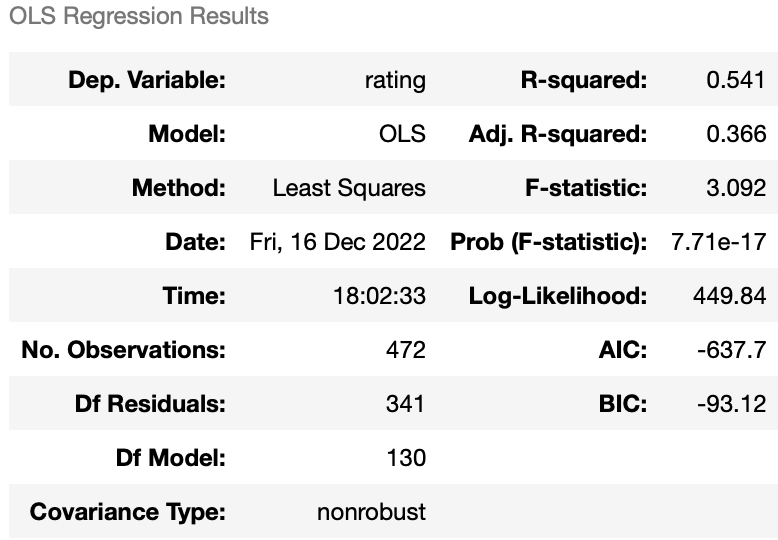 OLS Regression Results
Dep. Variable: rating R-squared: 0.541
Model: OLS Adj. R-squared: 0.366
Method: Least Squares F-statistic: 3.092
Date: Fri, 16 Dec 2022 Prob (F-statistic): 7.71e-17
Time: 18:02:33 Log-Likelihood: 449.84
No. Observations: 472 AIC: -637.7
Df Residuals: 341 BIC: -93.12
Df Model: 130
Covariance Type: nonrobust